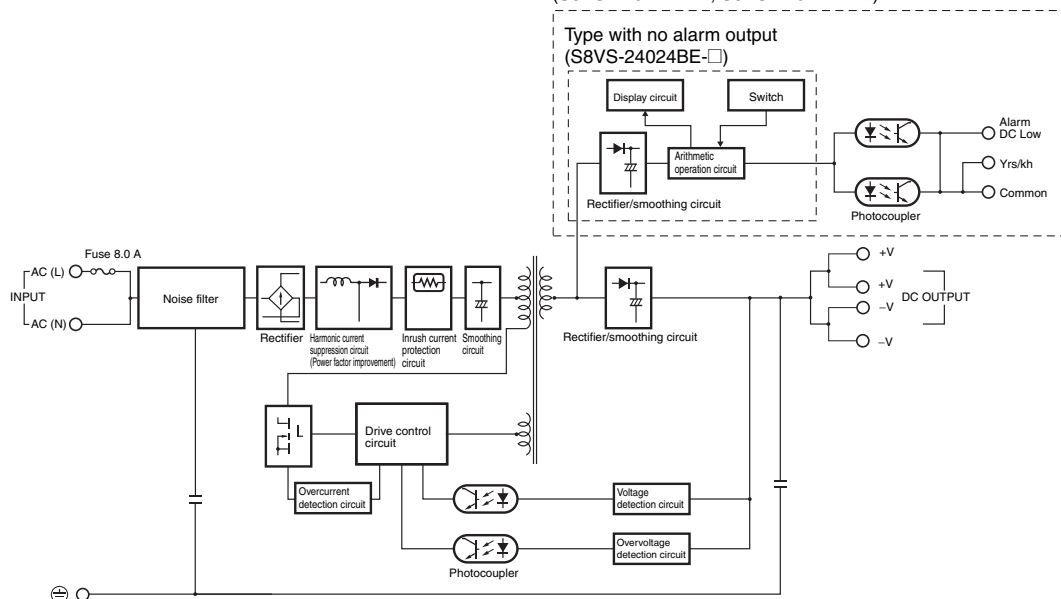 Type with no alarm output
(S8VS-24024BE-□)
Display circuit
Switch
Arithmetic
operation circuit
Rectifier/smoothing circuit
Alarm
DC Low
Yrs/kh
Common
Photocoupler
Fuse 8.0 A
AC (L)
INPUT
AC (N)
Noise filter
Rectifier
Harmonic current
suppression circuit
(Power factor improvement)
Inrush current
protection
circuit
Smoothing
circuit
Rectifier/smoothing circuit
+V
+V
DC OUTPUT
−V
−V
Drive control
circuit
Overcurrent
detection circuit
Voltage
detection circuit
Overvoltage
detection circuit
Photocoupler